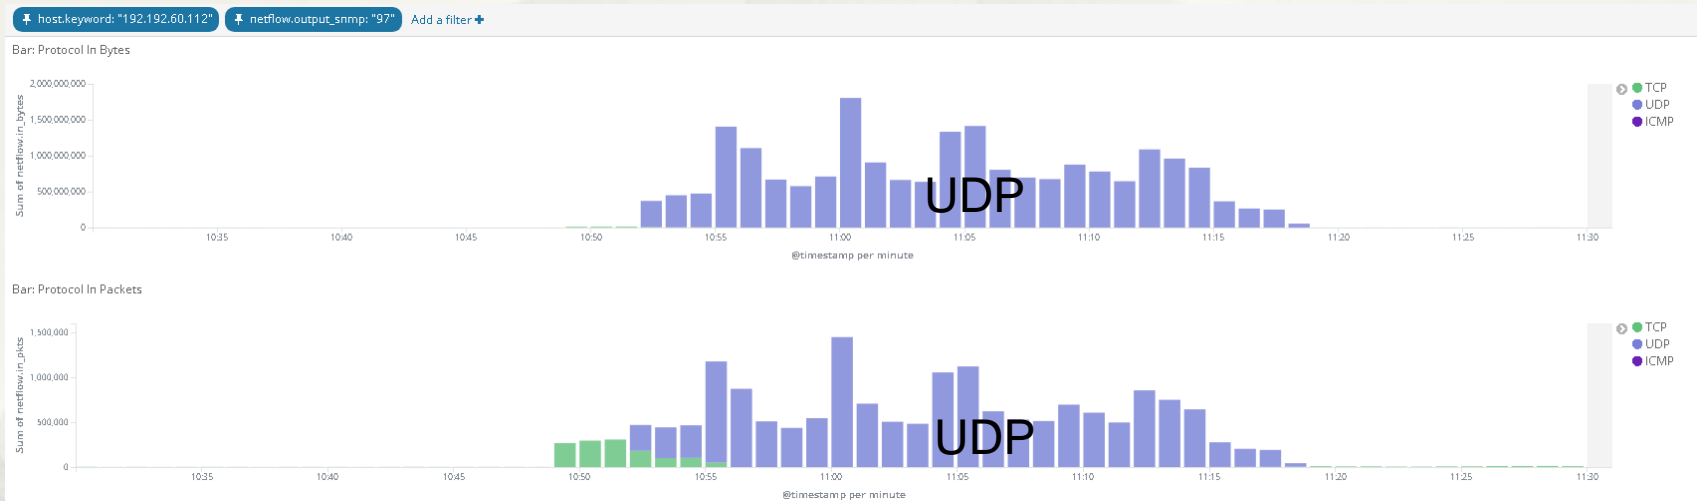 host.keyword: "192.192.60.112" netflow.output_snmp: "97" Add a filter +
Bar: Protocol In Bytes
Sum of netflow.in_bytes
2,000,000,000
1,500,000,000
1,000,000,000
500,000,000
0
UDP
10:35 10:40 10:45 10:50 10:55 11:00 11:05 11:10 11:15 11:20 11:25 11:30
@timestamp per minute
TCP
UDP
ICMP
Bar: Protocol In Packets
Sum of netflow.in_pkts
1,500,000
1,000,000
500,000
0
UDP
10:35 10:40 10:45 10:50 10:55 11:00 11:05 11:10 11:15 11:20 11:25 11:30
@timestamp per minute
TCP
UDP
ICMP